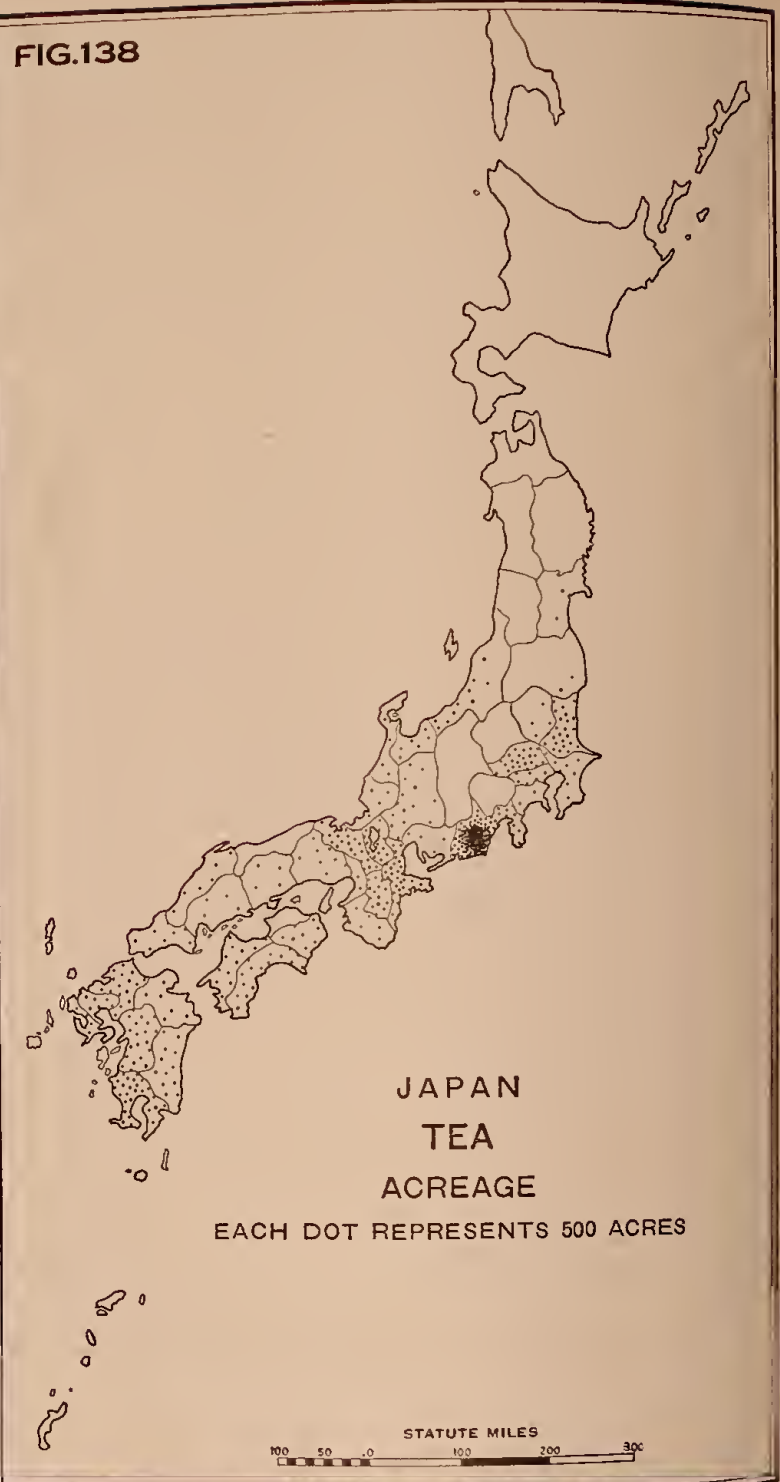 FIG.138
JAPAN
TEA
ACREAGE
EACH DOT REPRESENTS 500 ACRES
STATUTE MILES
100 50 .0 100 200 300